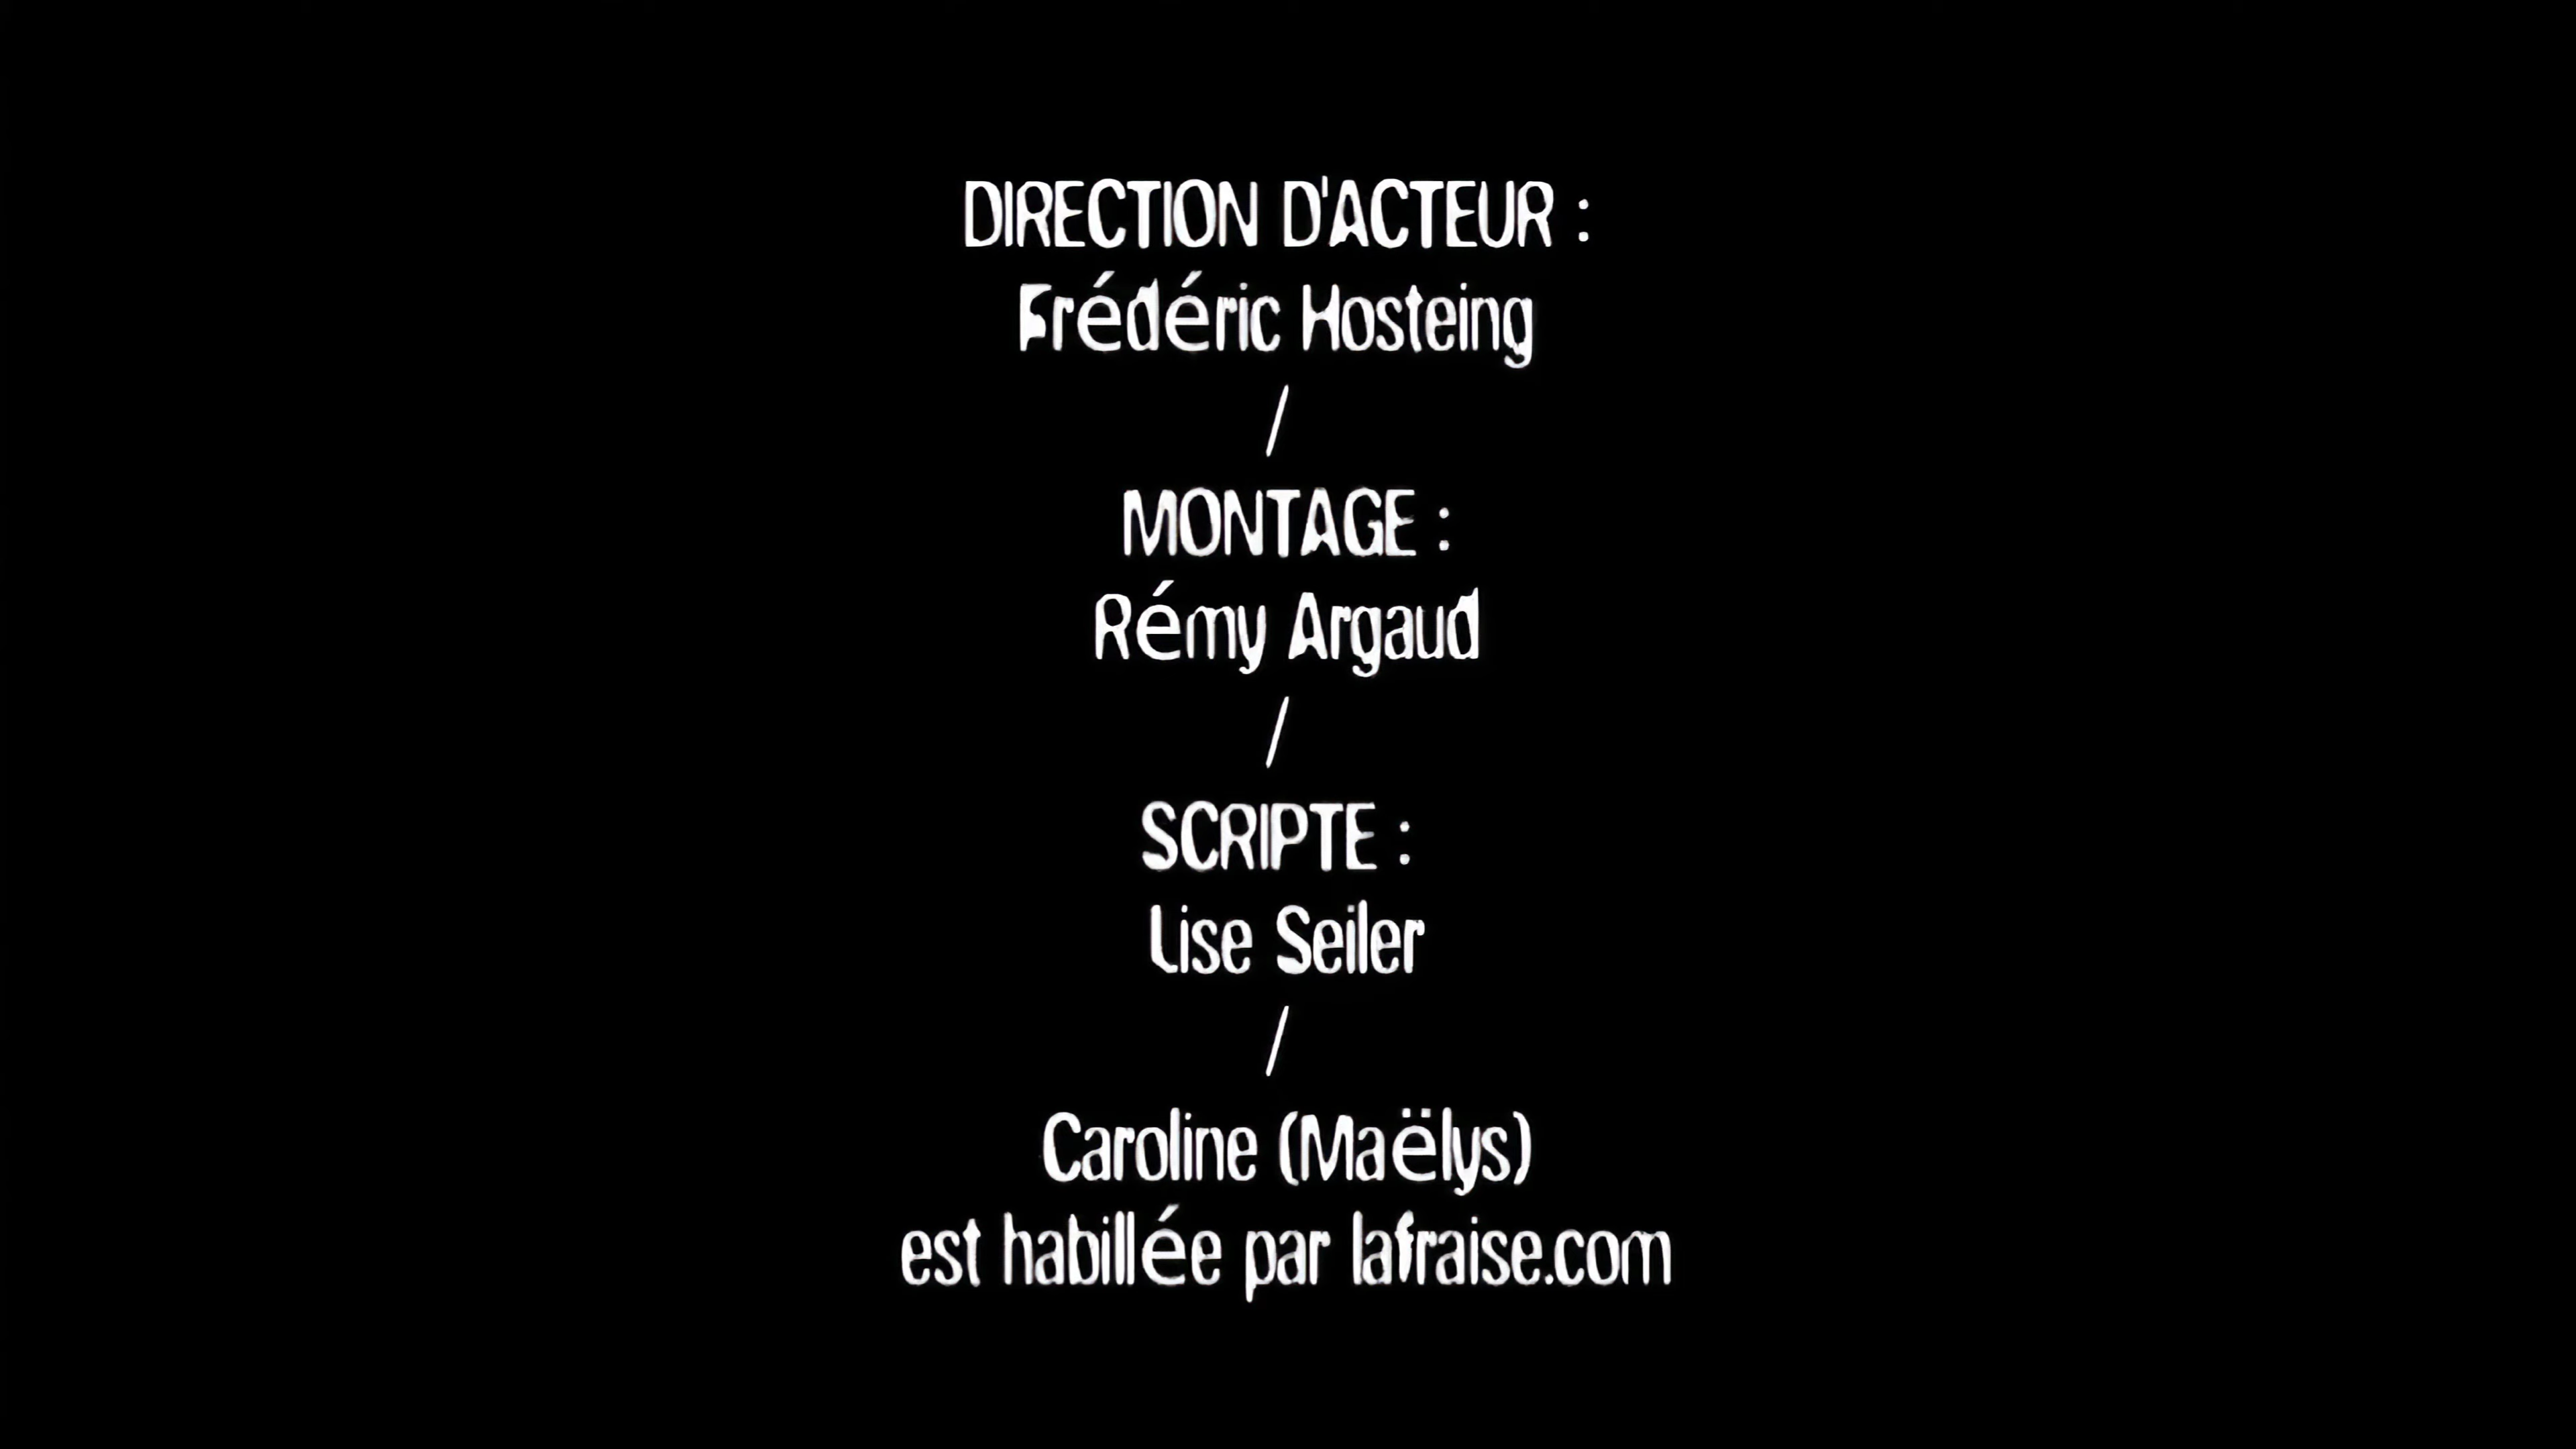 DIRECTION D'ACTEUR :
Frédéric Hosteing
/
MONTAGE :
Rémy Argaud
/
SCRIPTE :
Lise Seiler
/
Caroline (Maëlys)
est habillée par lafraise.com